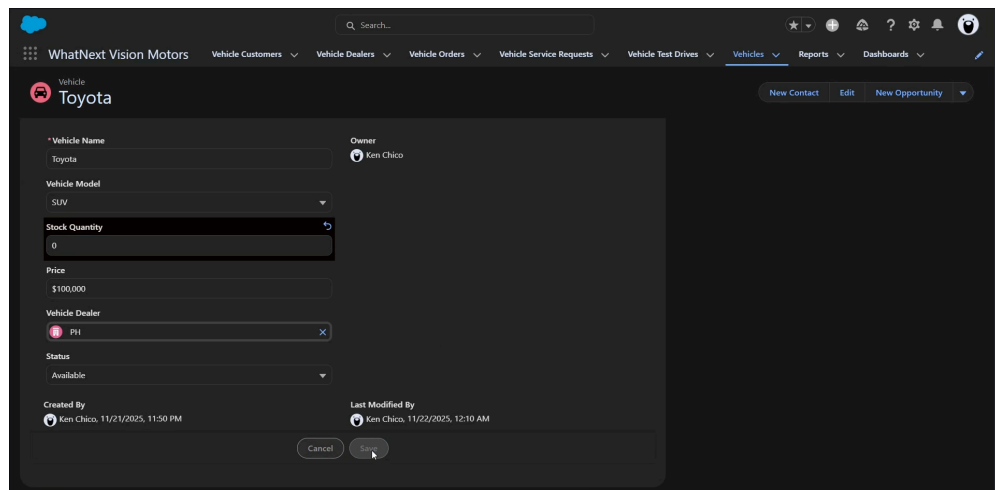 Search...
WhatNext Vision Motors Vehicle Customers Vehicle Dealers Vehicle Orders Vehicle Service Requests Vehicle Test Drives Vehicles Reports Dashboards
Vehicle
Toyota
New Contact Edit New Opportunity
*Vehicle Name
Toyota
Owner
Ken Chico
Vehicle Model
SUV
Stock Quantity
0
Price
$100,000
Vehicle Dealer
PH
Status
Available
Created By
Ken Chico, 11/21/2025, 11:50 PM
Last Modified By
Ken Chico, 11/22/2025, 12:10 AM
Cancel Save